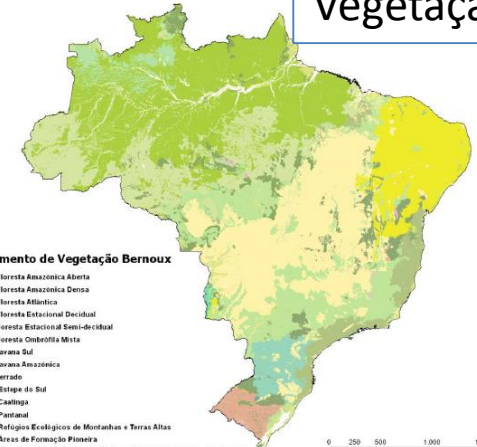 vegetaçã
mento de Vegetação Bernoux
loresta Amazônica Aberta
loresta Amazônica Densa
loresta Atlântica
loresta Estacional Decidual
loresta Estacional Semi-decidual
loresta Ombrófila Mista
avana Sul
avana Amazônica
errado
Estepe do Sul
Caatinga
Pantanal
Refúgios Ecológicos de Montanhas e Terras Altas
Áreas de Formação Pioneira
0 250 500 1.000